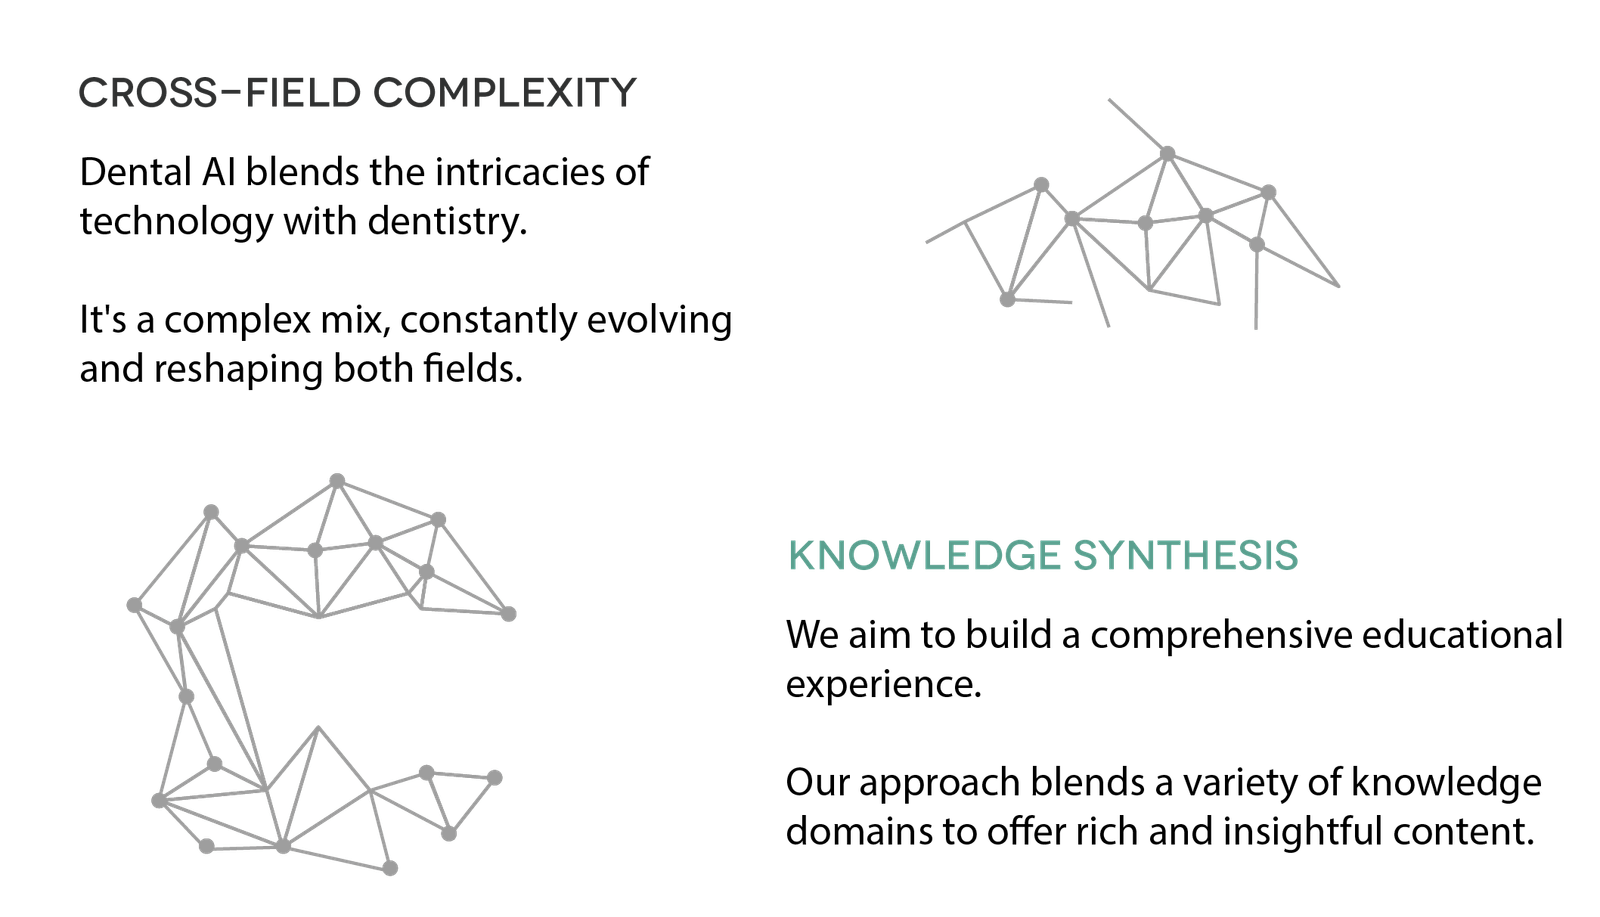 CROSS-FIELD COMPLEXITY
Dental AI blends the intricacies of
technology with dentistry.
It's a complex mix, constantly evolving
and reshaping both fields.
KNOWLEDGE SYNTHESIS
We aim to build a comprehensive educational
experience.
Our approach blends a variety of knowledge
domains to offer rich and insightful content.